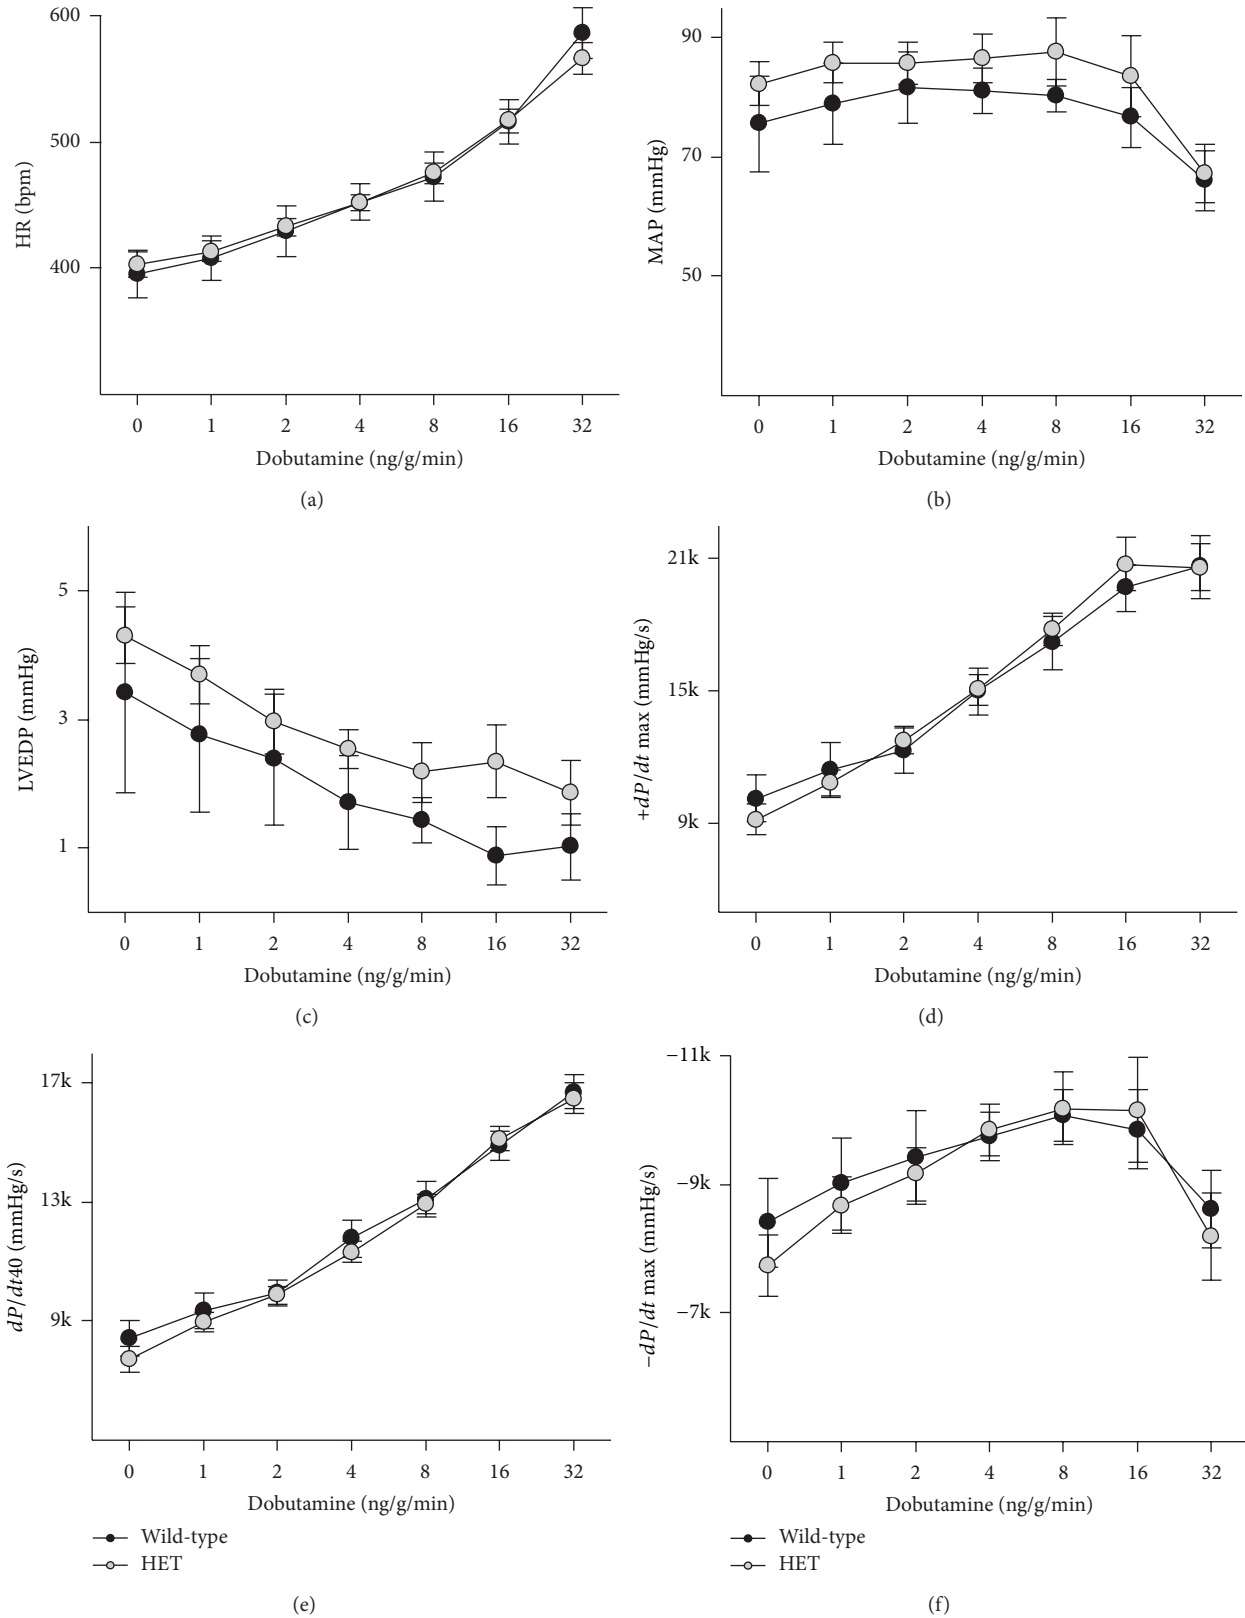 600
500
400
HR (bpm)
0 1 2 4 8 16 32
Dobutamine (ng/g/min)
(a)
90
70
50
MAP (mmHg)
0 1 2 4 8 16 32
Dobutamine (ng/g/min)
(b)
5
3
1
LVEDP (mmHg)
0 1 2 4 8 16 32
Dobutamine (ng/g/min)
(c)
21k
15k
9k
+dP/dt max (mmHg/s)
0 1 2 4 8 16 32
Dobutamine (ng/g/min)
(d)
17k
13k
9k
dP/dt40 (mmHg/s)
0 1 2 4 8 16 32
Dobutamine (ng/g/min)
Wild-type
HET
(e)
−11k
−9k
−7k
−dP/dt max (mmHg/s)
0 1 2 4 8 16 32
Dobutamine (ng/g/min)
Wild-type
HET
(f)